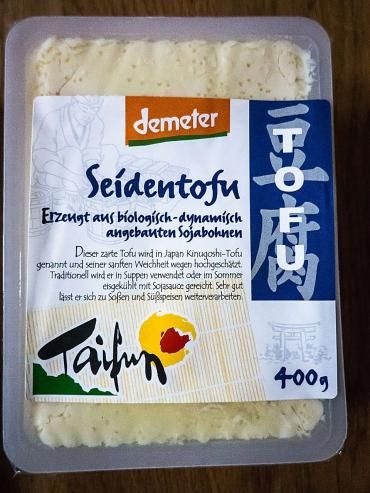 demeter
Seidentofu
Erzeugt aus biologisch-dynamisch
angebauten Sojabohnen
Dieser zarte Tofu wird in Japan Kinugoshi-Tofu
genannt und seiner sanften Weichheit wegen hochgeschätzt.
Traditionell wird er in Suppen verwendet oder im Sommer
eisgekühlt mit Sojasauce gereicht. Sehr gut
lässt er sich zu Soßen und Süßspeisen weiterverarbeiten.
Taifun
豆腐
TOFU
400g